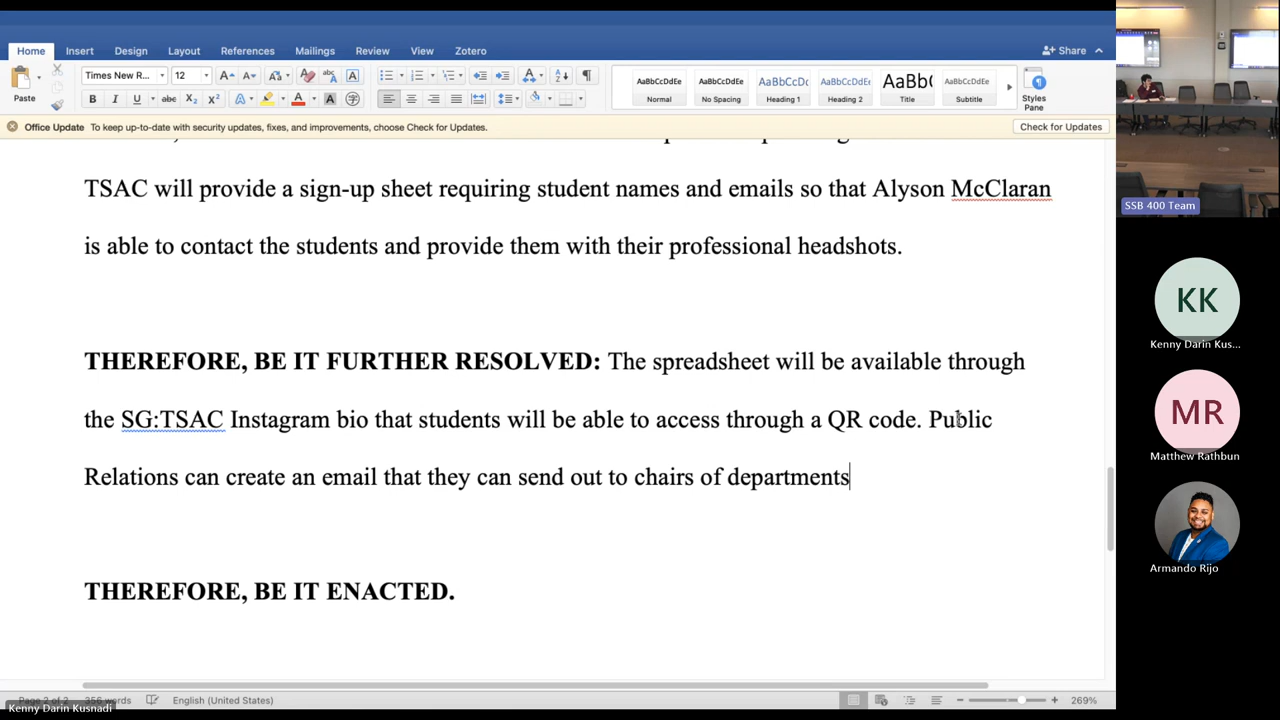 Home Insert Design Layout References Mailings Review View Zotero Share
Times New R... 12
AaBbCcDdEe AaBbCcDdEe AaBbCcDc AaBbCcDdEe AaBb( AaBbCcDdEe
Paste Normal No Spacing Heading 1 Heading 2 Title Subtitle Styles Pane
Office Update To keep up-to-date with security updates, fixes, and improvements, choose Check for Updates. Check for Updates
TSAC will provide a sign-up sheet requiring student names and emails so that Alyson McClaran
is able to contact the students and provide them with their professional headshots.
THEREFORE, BE IT FURTHER RESOLVED: The spreadsheet will be available through
the SG:TSAC Instagram bio that students will be able to access through a QR code. Public
Relations can create an email that they can send out to chairs of departments
THEREFORE, BE IT ENACTED.
Page 2 of 2 356 words English (United States) 269%
Kenny Darin Kusnadi
SSB 400 Team
KK
Kenny Darin Kus...
MR
Matthew Rathbun
Armando Rijo